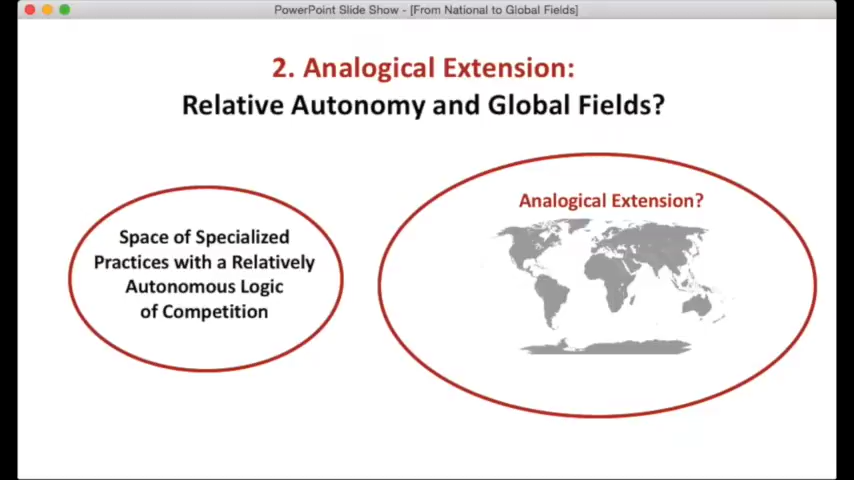 PowerPoint Slide Show - [From National to Global Fields]
2. Analogical Extension:
Relative Autonomy and Global Fields?
Space of Specialized
Practices with a Relatively
Autonomous Logic
of Competition
Analogical Extension?